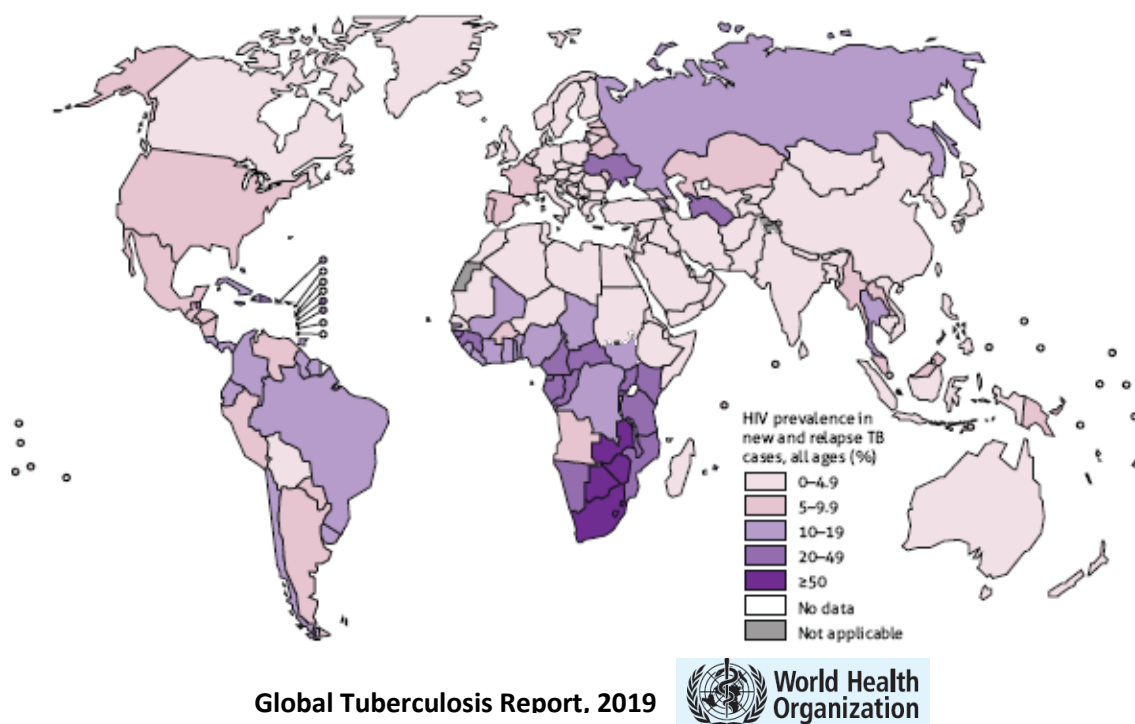 HIV prevalence in
new and relapse TB
cases, all ages (%)
0–4.9
5–9.9
10–19
20–49
≥50
No data
Not applicable
Global Tuberculosis Report, 2019
World Health
Organization